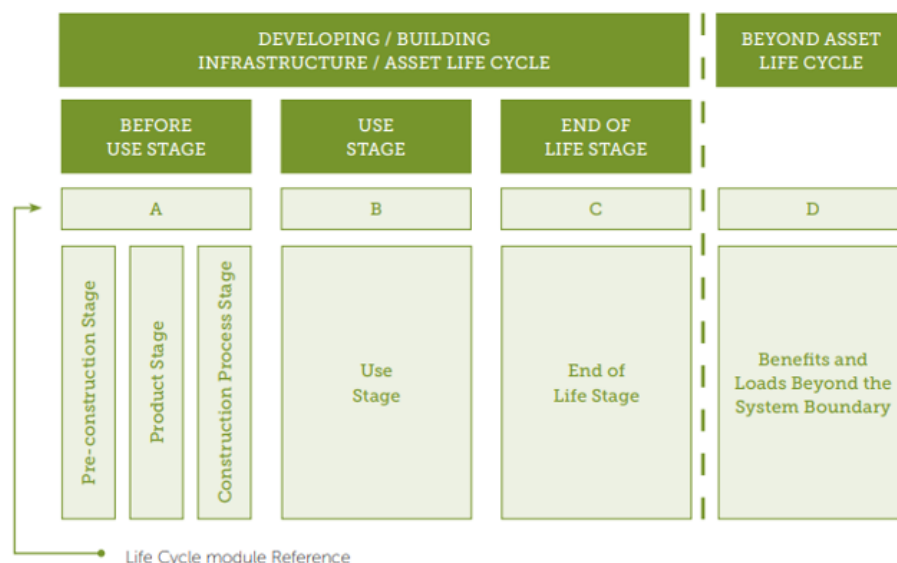 DEVELOPING / BUILDING
INFRASTRUCTURE / ASSET LIFE CYCLE
BEYOND ASSET
LIFE CYCLE
BEFORE
USE STAGE
USE
STAGE
END OF
LIFE STAGE
A
B
C
D
Pre-construction Stage
Product Stage
Construction Process Stage
Use
Stage
End of
Life Stage
Benefits and
Loads Beyond the
System Boundary
Life Cycle module Reference